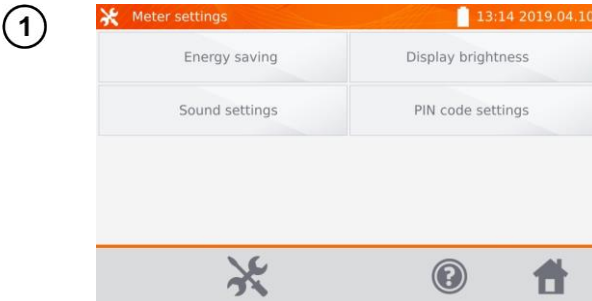 1
Meter settings 13:14 2019.04.10
Energy saving Display brightness
Sound settings PIN code settings
?